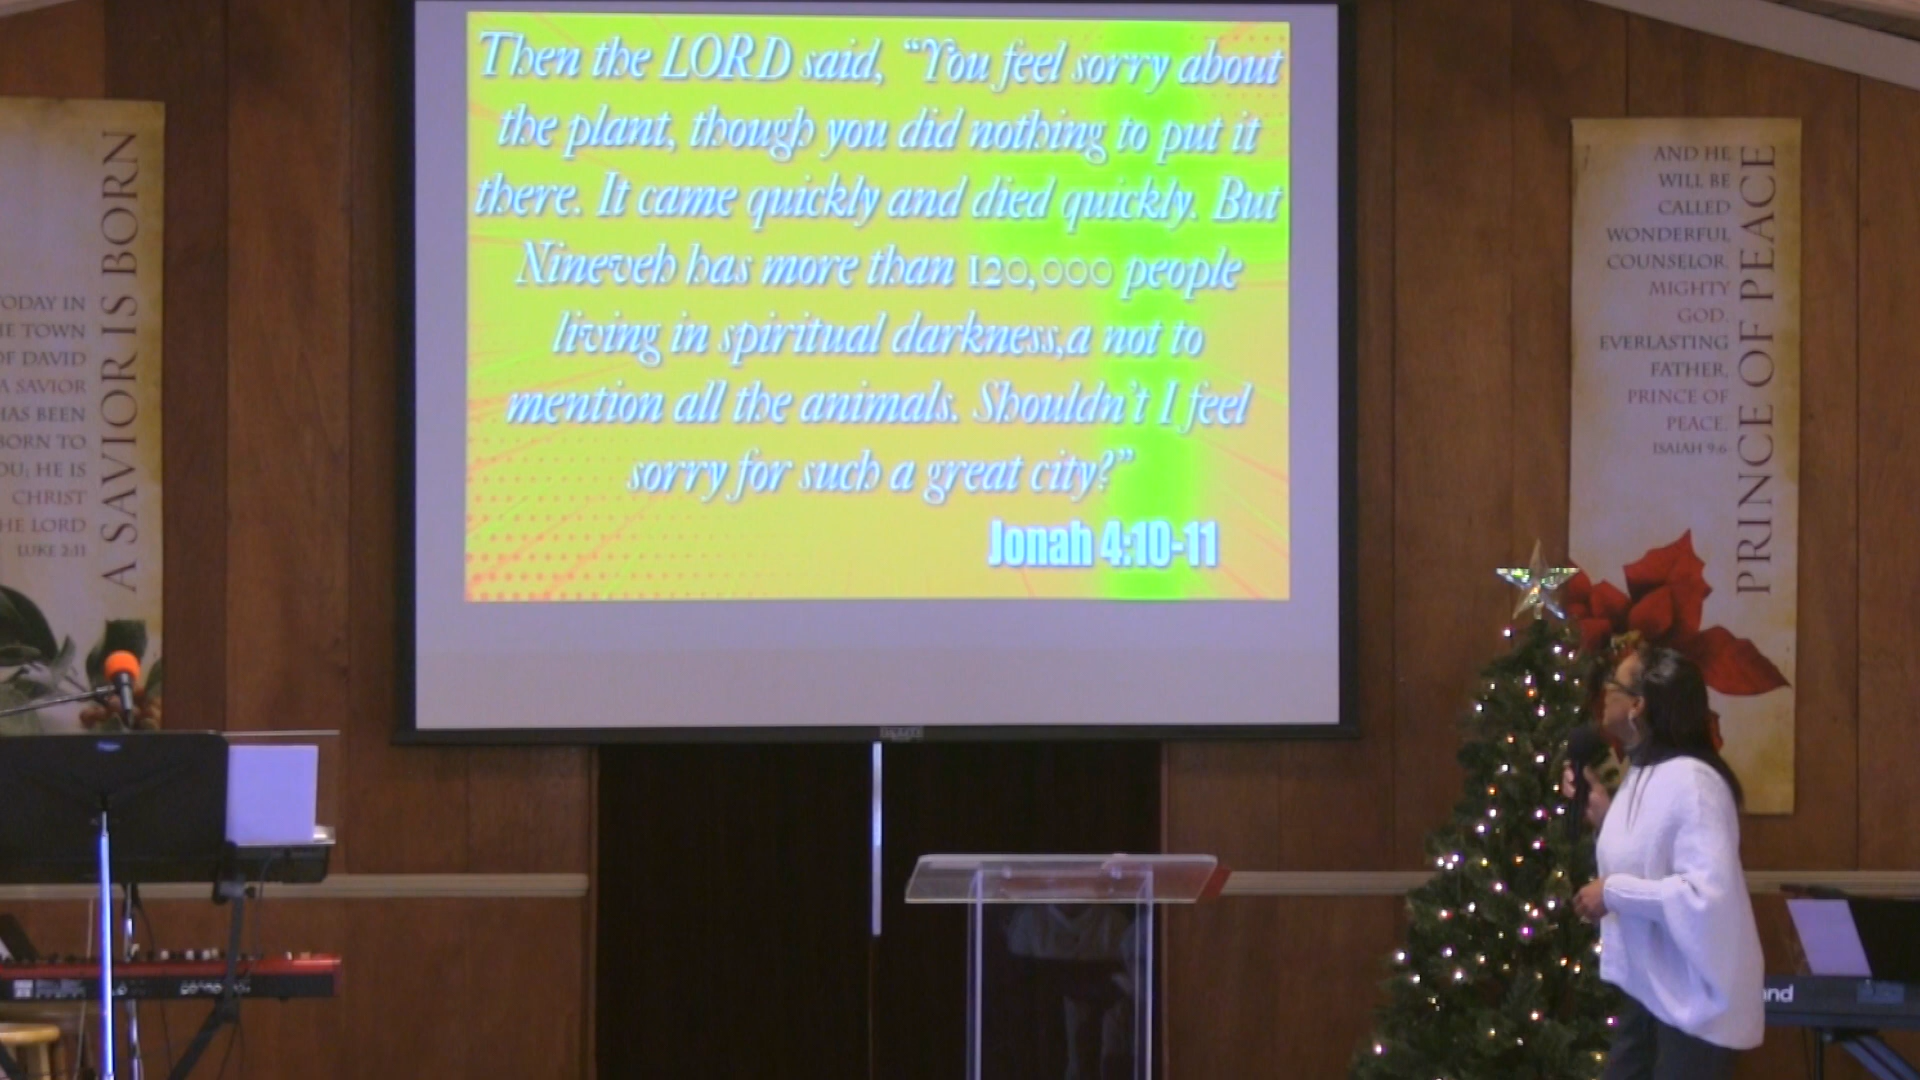 Then the LORD said, “You feel sorry about
the plant, though you did nothing to put it
there. It came quickly and died quickly. But
Nineveh has more than 120,000 people
living in spiritual darkness,a not to
mention all the animals. Shouldn’t I feel
sorry for such a great city?”
Jonah 4:10-11
TODAY IN
THE TOWN
OF DAVID
A SAVIOR
HAS BEEN
BORN TO
YOU; HE IS
CHRIST
THE LORD
LUKE 2:11
A SAVIOR IS BORN
AND HE
WILL BE
CALLED
WONDERFUL
COUNSELOR,
MIGHTY
GOD,
EVERLASTING
FATHER,
PRINCE OF
PEACE.
ISAIAH 9:6
PRINCE OF PEACE